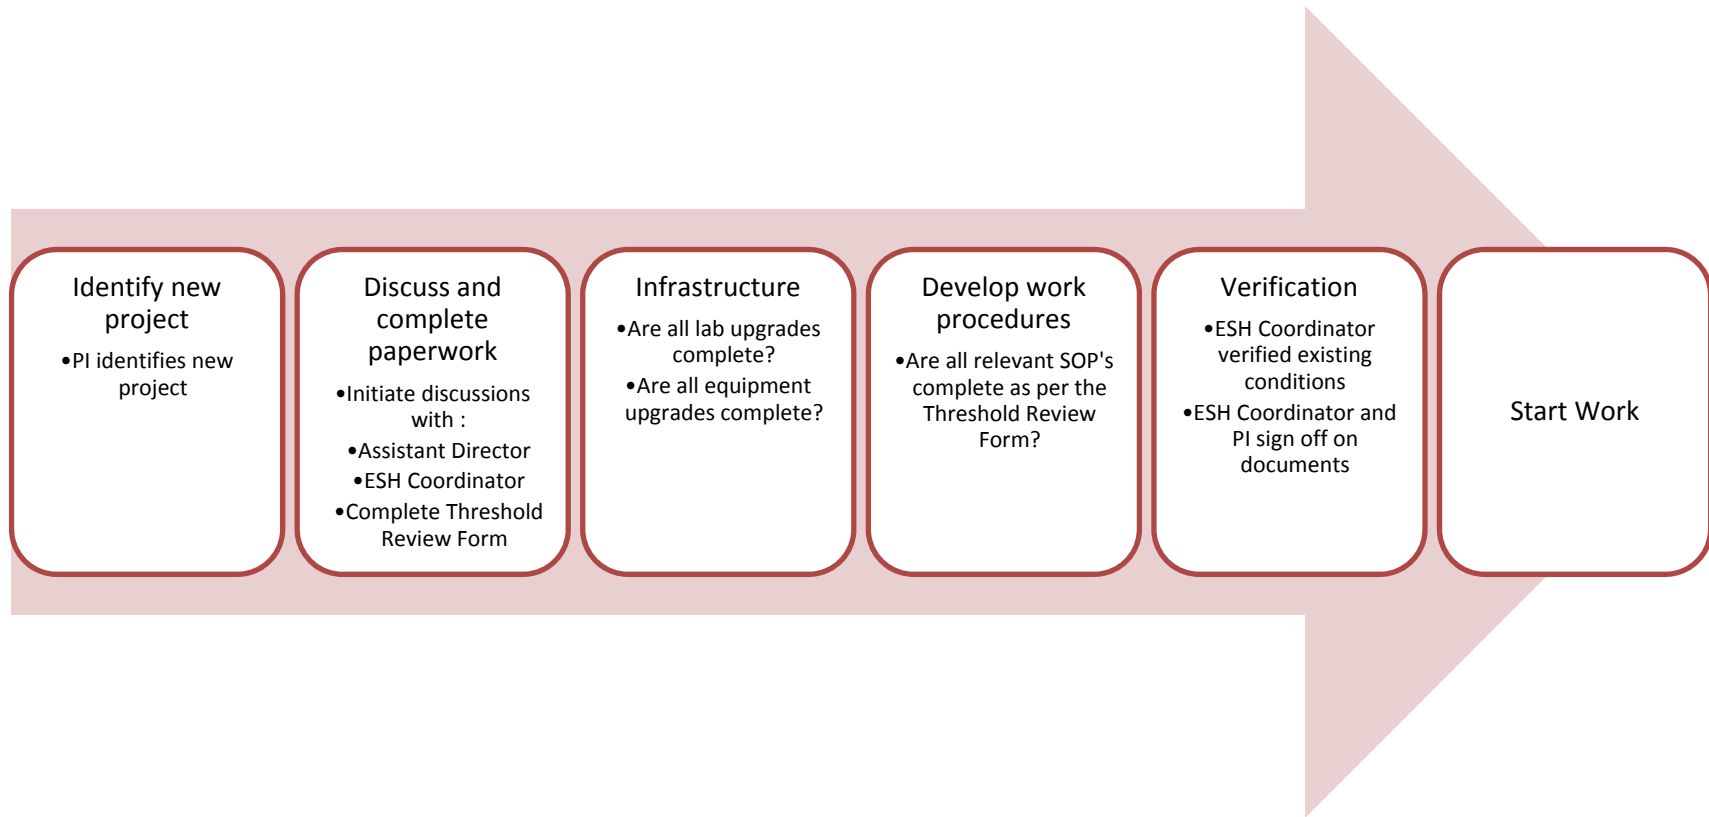 Identify new
project
•PI identifies new
project
Discuss and
complete
paperwork
•Initiate discussions
with :
•Assistant Director
•ESH Coordinator
•Complete Threshold
Review Form
Infrastructure
•Are all lab upgrades
complete?
•Are all equipment
upgrades complete?
Develop work
procedures
•Are all relevant SOP's
complete as per the
Threshold Review
Form?
Verification
•ESH Coordinator
verified existing
conditions
•ESH Coordinator and
PI sign off on
documents
Start Work